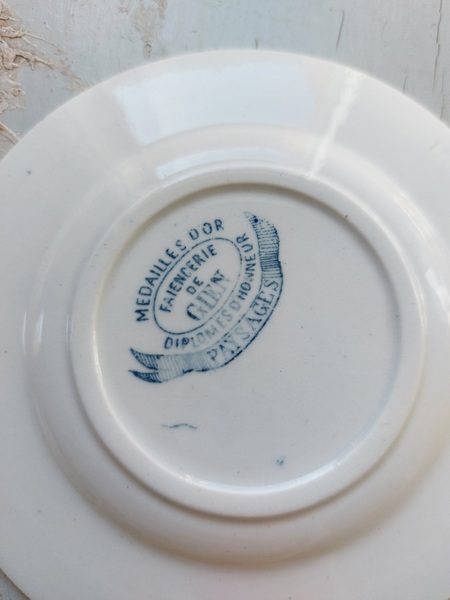 MEDAILLES D'OR
FAIENCERIE
DE
GIEN
DIPLOMES D'HONNEUR
PAYSAGES